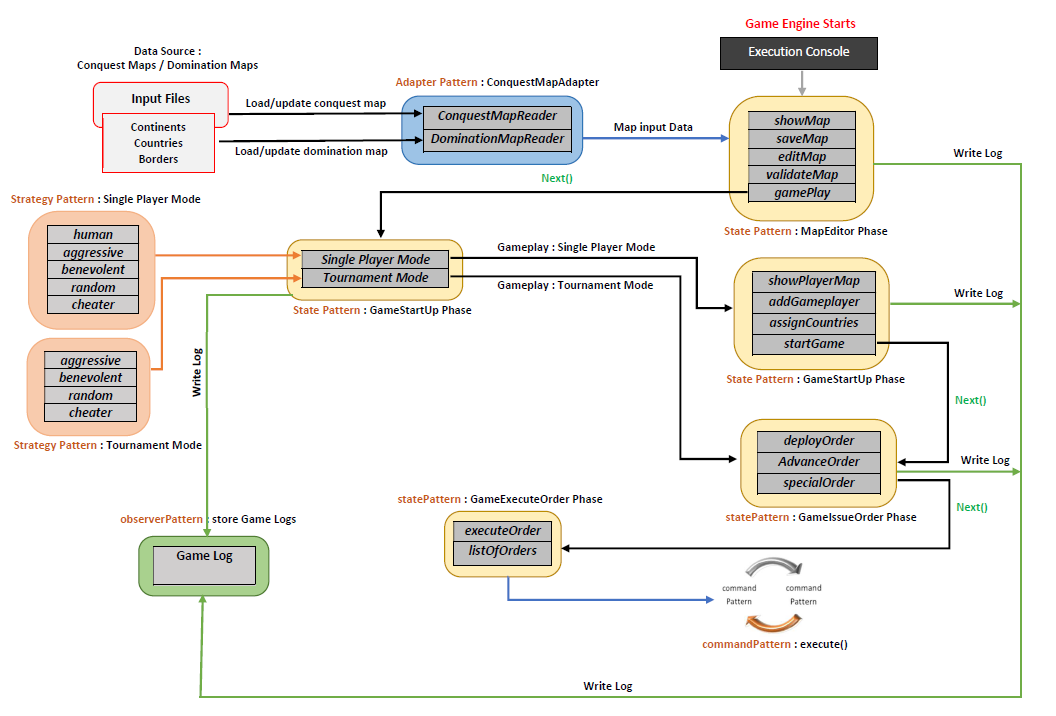 Game Engine Starts
Execution Console
Data Source :
Conquest Maps / Domination Maps
Input Files
Continents
Countries
Borders
Load/update conquest map
Load/update domination map
Adapter Pattern : ConquestMapAdapter
ConquestMapReader
DominationMapReader
Map input Data
showMap
saveMap
editMap
validateMap
gamePlay
State Pattern : MapEditor Phase
Write Log
Next()
Strategy Pattern : Single Player Mode
human
aggressive
benevolent
random
cheater
Single Player Mode
Tournament Mode
State Pattern : GameStartUp Phase
Gameplay : Single Player Mode
Gameplay : Tournament Mode
showPlayerMap
addGameplayer
assignCountries
startGame
State Pattern : GameStartUp Phase
Write Log
Next()
aggressive
benevolent
random
cheater
Strategy Pattern : Tournament Mode
Write Log
deployOrder
AdvanceOrder
specialOrder
statePattern : GameIssueOrder Phase
Write Log
Next()
statePattern : GameExecuteOrder Phase
executeOrder
listOfOrders
observerPattern : store Game Logs
Game Log
command
Pattern
command
Pattern
commandPattern : execute()
Write Log